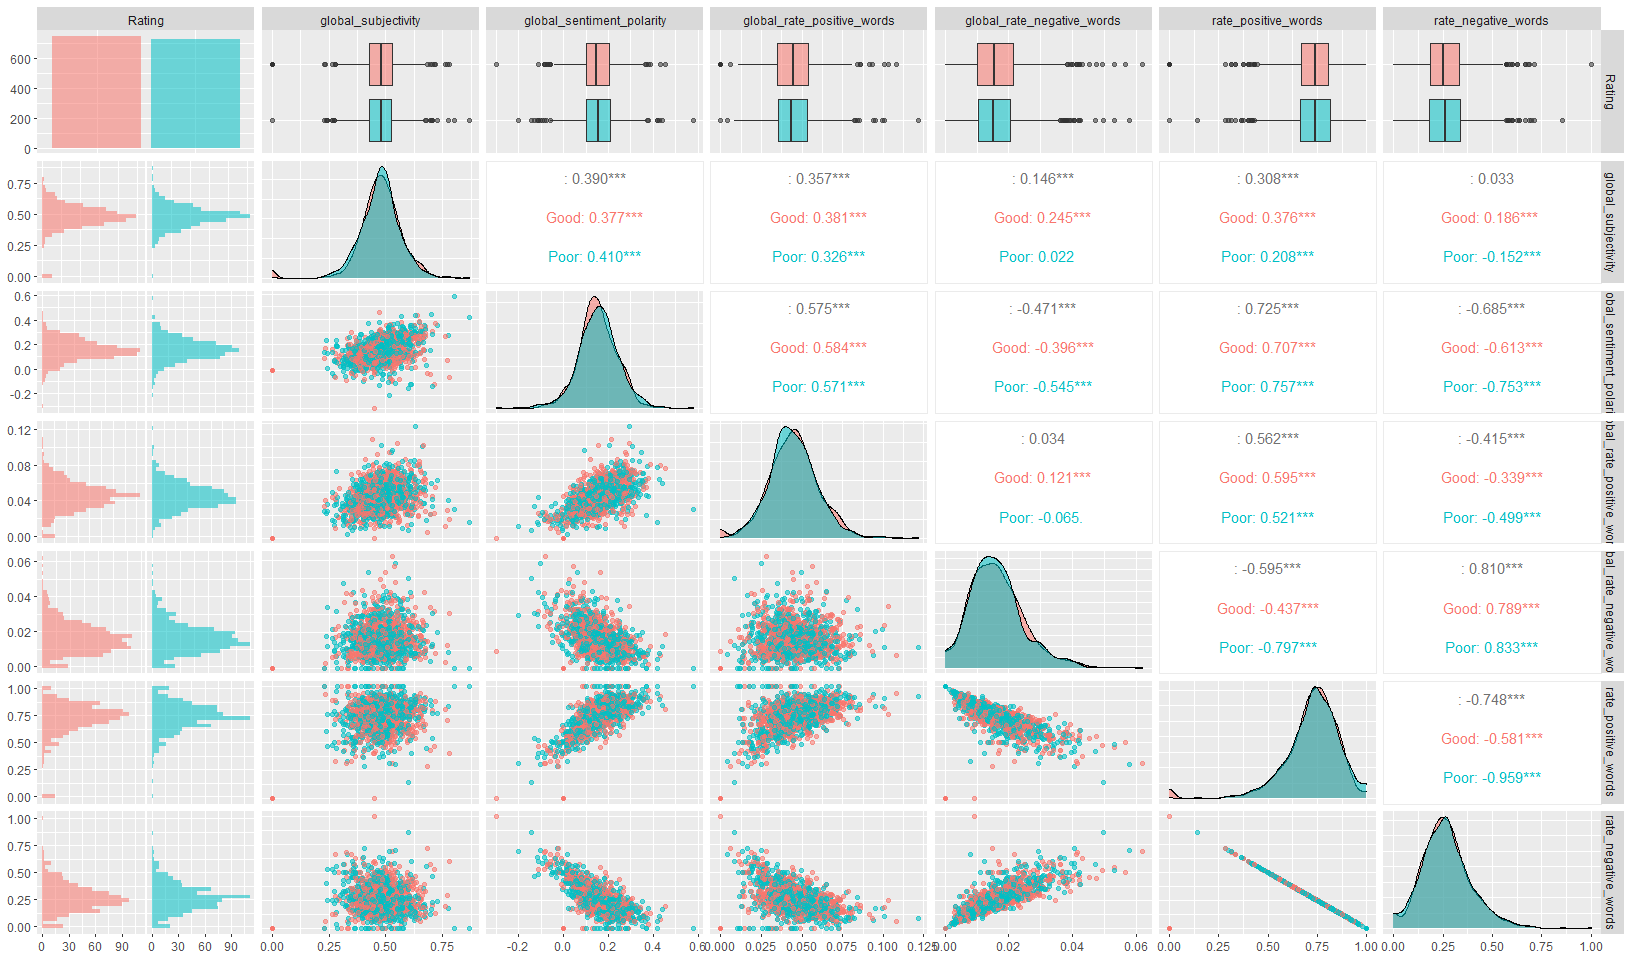 Rating
global_subjectivity
global_sentiment_polarity
global_rate_positive_words
global_rate_negative_words
rate_positive_words
rate_negative_words
600
400
200
0
Rating
0.75
0.50
0.25
0.00
: 0.390***
: 0.357***
: 0.146***
: 0.308***
: 0.033
Good: 0.377***
Good: 0.381***
Good: 0.245***
Good: 0.376***
Good: 0.186***
Poor: 0.410***
Poor: 0.326***
Poor: 0.022
Poor: 0.208***
Poor: -0.152***
global_subjectivity
0.6
0.4
0.2
0.0
-0.2
: 0.575***
: -0.471***
: 0.725***
: -0.685***
Good: 0.584***
Good: -0.396***
Good: 0.707***
Good: -0.613***
Poor: 0.571***
Poor: -0.545***
Poor: 0.757***
Poor: -0.753***
obal_sentiment_polari
0.12
0.08
0.04
0.00
: 0.034
: 0.562***
: -0.415***
Good: 0.121***
Good: 0.595***
Good: -0.339***
Poor: -0.065.
Poor: 0.521***
Poor: -0.499***
bal_rate_positive_wor
0.06
0.04
0.02
0.00
: -0.595***
: 0.810***
Good: -0.437***
Good: 0.789***
Poor: -0.797***
Poor: 0.833***
bal_rate_negative_wo
1.00
0.75
0.50
0.25
0.00
: -0.748***
Good: -0.581***
Poor: -0.959***
rate_positive_words
1.00
0.75
0.50
0.25
0.00
rate_negative_words
0 30 60 90 0 30 60 90
0.00 0.25 0.50 0.75
-0.2 0.0 0.2 0.4 0.6
0.000 0.025 0.050 0.075 0.100 0.125
0.00 0.02 0.04 0.06
0.00 0.25 0.50 0.75 1.00
0.00 0.25 0.50 0.75 1.00